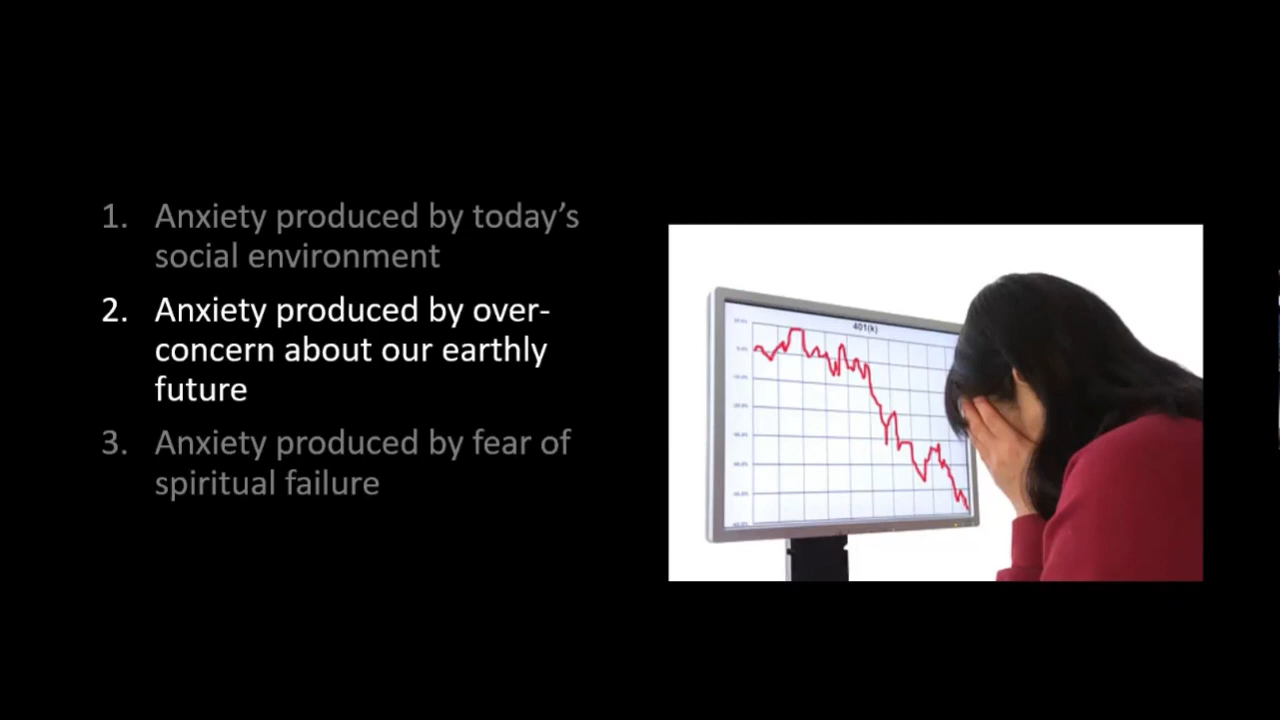 1. Anxiety produced by today’s
social environment
2. Anxiety produced by over-
concern about our earthly
future
3. Anxiety produced by fear of
spiritual failure
401(k)